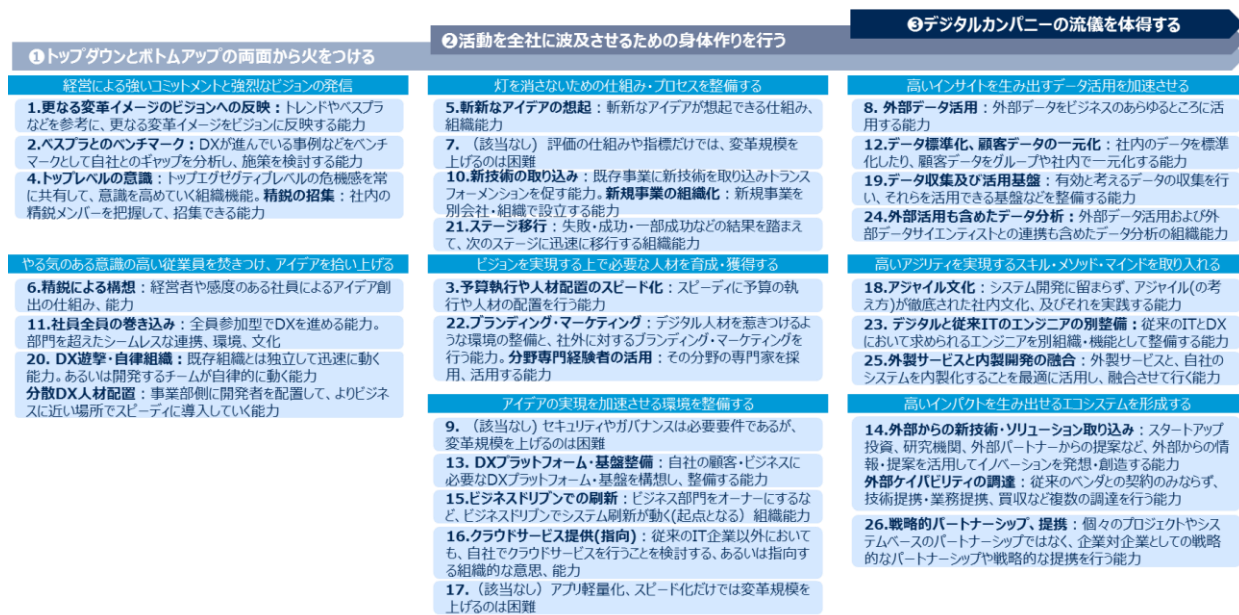 ❶トップダウンとボトムアップの両面から火をつける
経営による強いコミットメントと強烈なビジョンの発信
1.更なる変革イメージのビジョンへの反映：トレンドやベスプラ
などを参考に、更なる変革イメージをビジョンに反映する能力
2.ベスプラとのベンチマーク：DXが進んでいる事例などをベンチ
マークとして自社とのギャップを分析し、施策を検討する能力
4.トップレベルの意識：トップエグゼクティブレベルの危機感を常
に共有して、意識を高めていく組織機能。精鋭の招集：社内の
精鋭メンバーを把握して、招集できる能力
やる気のある意識の高い従業員を焚きつけ、アイデアを拾い上げる
6.精鋭による構想：経営者や感度のある社員によるアイデア創
出の仕組み、能力
11.社員全員の巻き込み：全員参加型でDXを進める能力。
部門を超えたシームレスな連携、環境、文化
20. DX遊撃・自律組織：既存組織とは独立して迅速に動く
能力。あるいは開発するチームが自律的に動く能力
分散DX人材配置：事業部側に開発者を配置して、よりビジネ
スに近い場所でスピーディに導入していく能力
❷活動を全社に波及させるための身体作りを行う
灯を消さないための仕組み・プロセスを整備する
5.斬新なアイデアの想起：斬新なアイデアが想起できる仕組み、
組織能力
7.（該当なし）評価の仕組みや指標だけでは、変革規模を
上げるのは困難
10.新技術の取り込み：既存事業に新技術を取り込みトランス
フォーメンションを促す能力。新規事業の組織化：新規事業を
別会社・組織で設立する能力
21.ステージ移行：失敗・成功・一部成功などの結果を踏まえ
て、次のステージに迅速に移行する組織能力
ビジョンを実現する上で必要な人材を育成・獲得する
3.予算執行や人材配置のスピード化：スピーディに予算の執
行や人材の配置を行う能力
22.ブランディング・マーケティング：デジタル人材を惹きつけるよう
な環境の整備と、社外に対するブランディング・マーケティングを
行う能力。分野専門経験者の活用：その分野の専門家を採
用、活用する能力
アイデアの実現を加速させる環境を整備する
9.（該当なし）セキュリティやガバナンスは必要要件であるが、
変革規模を上げるのは困難
13. DXプラットフォーム・基盤整備：自社の顧客・ビジネスに
必要なDXプラットフォーム・基盤を構想し、整備する能力
15.ビジネスドリブンでの刷新：ビジネス部門をオーナーにするな
ど、ビジネスドリブンでシステム刷新が動く(起点となる）組織能力
16.クラウドサービス提供(指向)：従来のIT企業以外において
も、自社でクラウドサービスを行うことを検討する、あるいは指向す
る組織的な意思、能力
17.（該当なし）アプリ軽量化、スピード化だけでは変革規模を
上げるのは困難
❸デジタルカンパニーの流儀を体得する
高いインサイトを生み出すデータ活用を加速させる
8. 外部データ活用：外部データをビジネスのあらゆるところに活
用する能力
12.データ標準化、顧客データの一元化：社内のデータを標準
化したり、顧客データをグループや社内で一元化する能力
19.データ収集及び活用基盤：有効と考えるデータの収集を行
い、それらを活用できる基盤などを整備する能力
24.外部活用も含めたデータ分析：外部データ活用および外
部データサイエンティストとの連携も含めたデータ分析の組織能力
高いアジリティを実現するスキル・メソッド・マインドを取り入れる
18.アジャイル文化：システム開発に留まらず、アジャイル(の考
え方)が徹底された社内文化、及びそれを実践する能力
23. デジタルと従来ITのエンジニアの別整備：従来のITとDX
において求められるエンジニアを別組織・機能として整備する能力
25.外製サービスと内製開発の融合：外製サービスと、自社の
システムを内製化することを最適に活用し、融合させて行く能力
高いインパクトを生み出せるエコシステムを形成する
14.外部からの新技術・ソリューション取り込み：スタートアップ
投資、研究機関、外部パートナーからの提案など、外部からの情
報・提案を活用してイノベーションを発想・創造する能力
外部ケイパビリティの調達：従来のベンダとの契約のみならず、
技術提携・業務提携、買収など複数の調達を行う能力
26.戦略的パートナーシップ、提携：個々のプロジェクトやシス
テムベースのパートナーシップではなく、企業対企業としての戦略
的なパートナーシップや戦略的な提携を行う能力